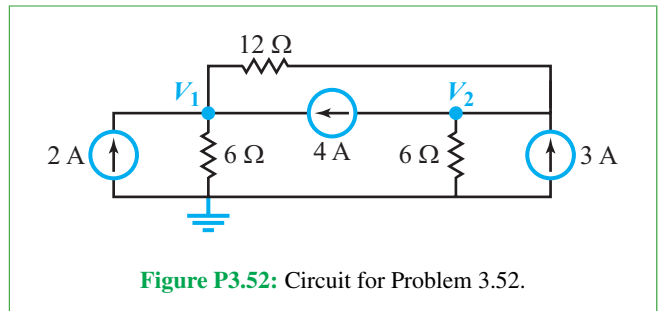 12 Ω
V₁
V₂
2 A
6 Ω
4 A
6 Ω
3 A
Figure P3.52: Circuit for Problem 3.52.